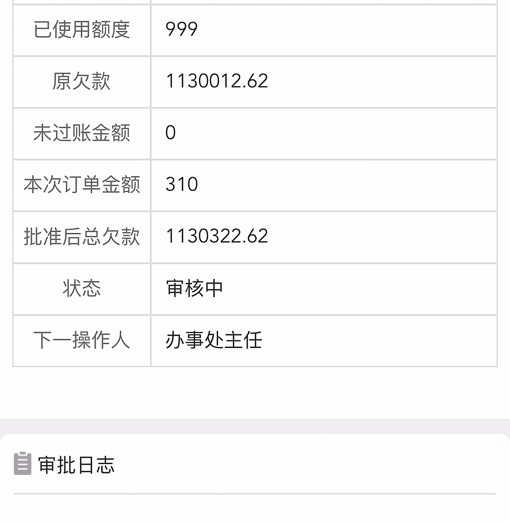 已使用额度 999
原欠款 1130012.62
未过账金额 0
本次订单金额 310
批准后总欠款 1130322.62
状态 审核中
下一操作人 办事处主任
审批日志